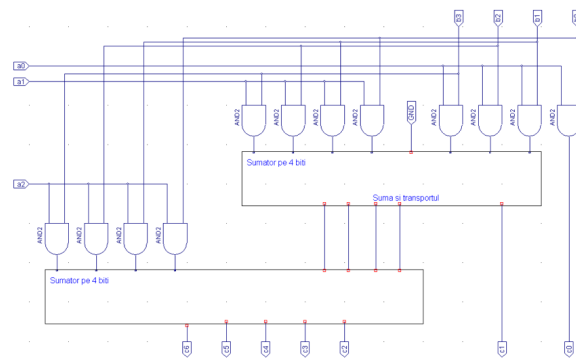 b3 b2 b1
a0
a1
AND2 AND2 AND2 AND2 GND AND2 AND2 AND2 AND2
Sumator pe 4 biti
Suma si transportul
a2
AND2 AND2 AND2 AND2
Sumator pe 4 biti
c6 c5 c4 c3 c2 c1 c0